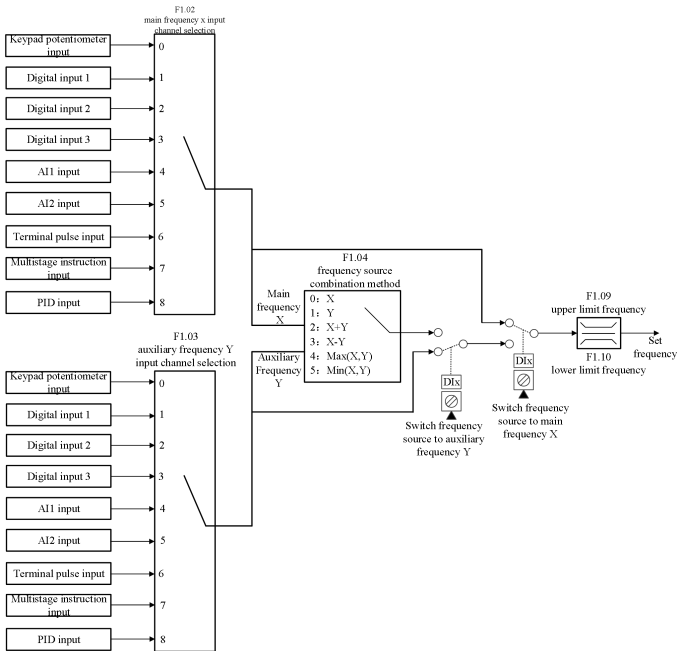 F1.02
main frequency x input
channel selection
Keypad potentiometer
input
0
Digital input 1
1
Digital input 2
2
Digital input 3
3
AI1 input
4
AI2 input
5
Terminal pulse input
6
Multistage instruction
input
7
PID input
8
Main
frequency
X
F1.04
frequency source
combination method
0: X
1: Y
2: X+Y
3: X-Y
4: Max(X,Y)
5: Min(X,Y)
Auxiliary
Frequency
Y
F1.09
upper limit frequency
F1.10
lower limit frequency
Set
frequency
DIx
Switch frequency
source to main
frequency X
DIx
Switch frequency
source to auxiliary
frequency Y
F1.03
auxiliary frequency Y
input channel selection
Keypad potentiometer
input
0
Digital input 1
1
Digital input 2
2
Digital input 3
3
AI1 input
4
AI2 input
5
Terminal pulse input
6
Multistage instruction
input
7
PID input
8